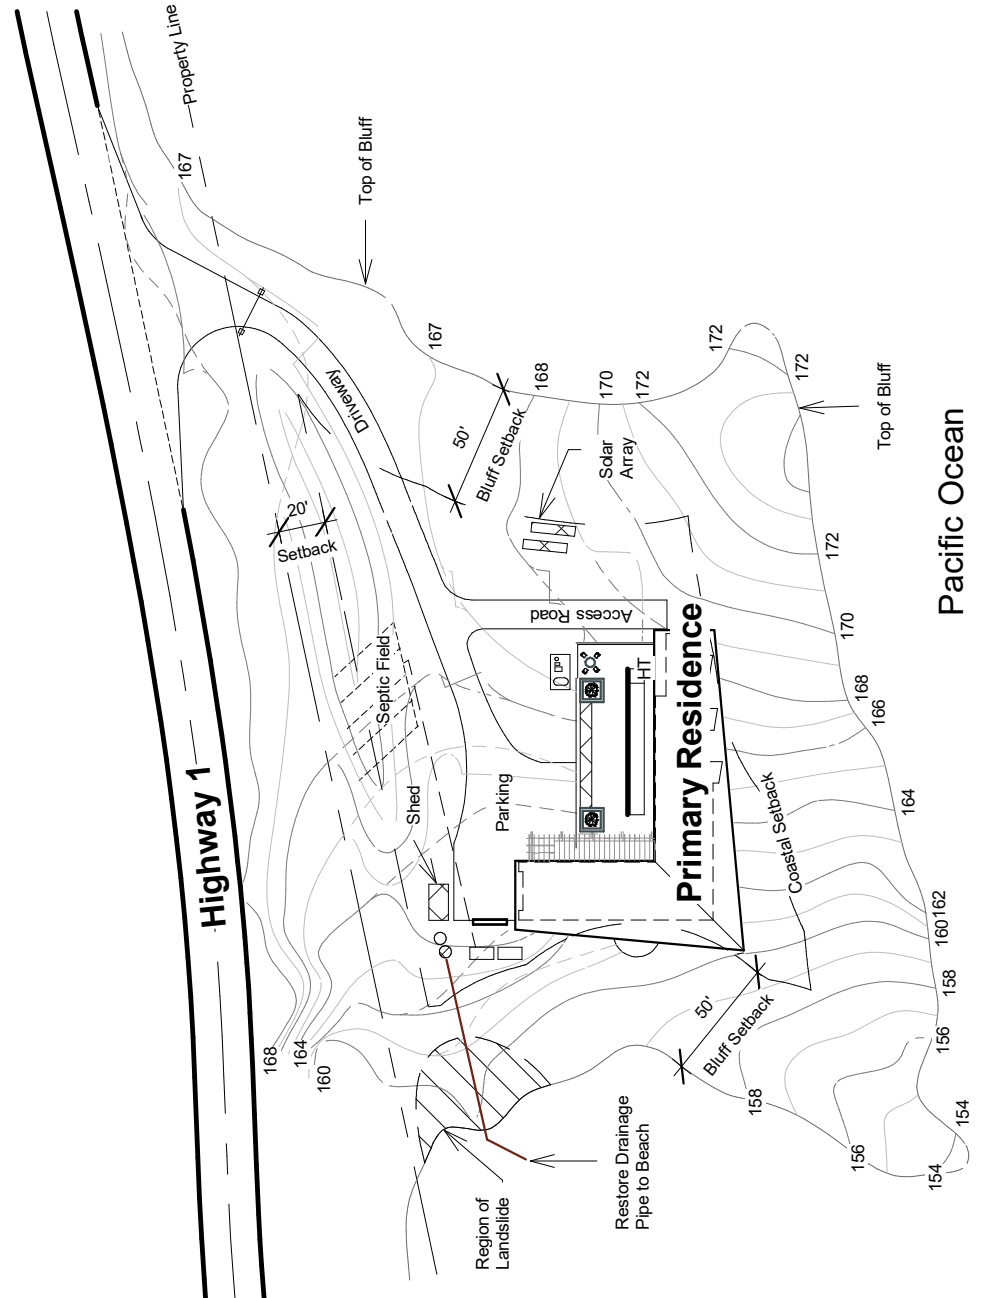 Property Line
167
Top of Bluff
167
168
170
172
172
172
Top of Bluff
Driveway
50'
Bluff Setback
Solar
Array
20'
Setback
172
Pacific Ocean
Access Road
Septic Field
170
HT
Primary Residence
168
166
Highway 1
Shed
Parking
Coastal Setback
164
162
160
158
156
154
168
164
160
50'
Bluff Setback
158
156
154
Region of
Landslide
Restore Drainage
Pipe to Beach